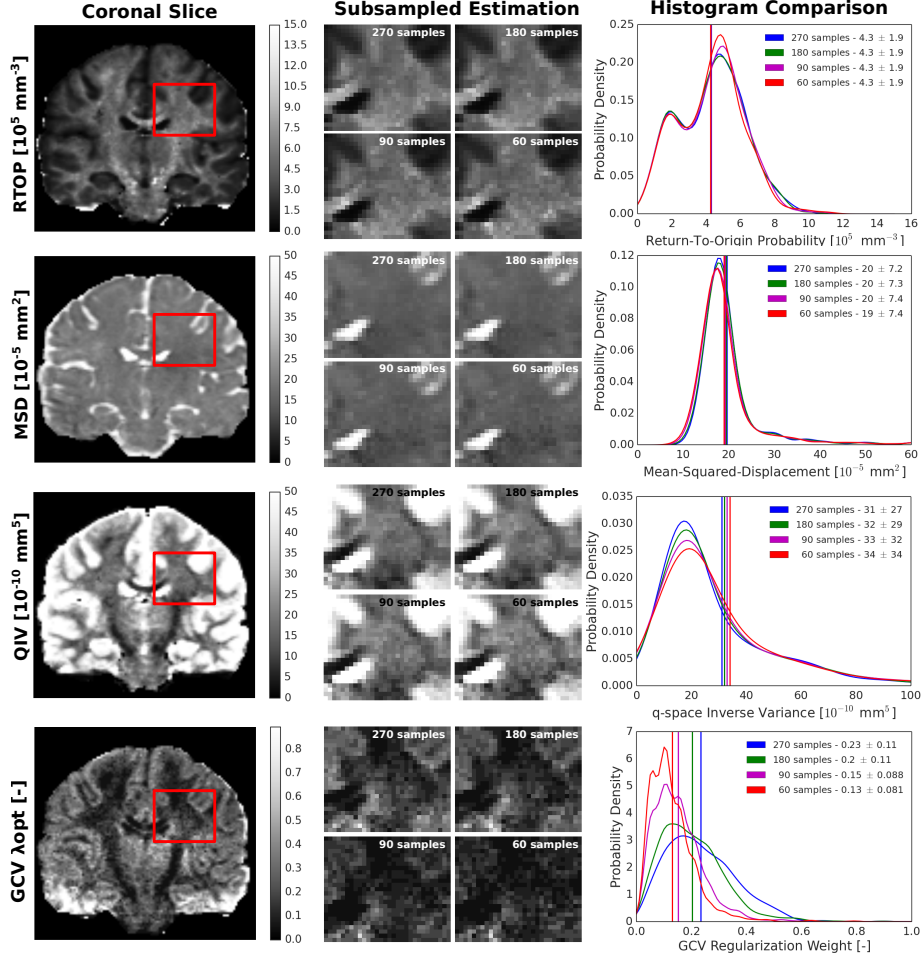 Coronal Slice
Subsampled Estimation
Histogram Comparison
RTOP [10⁵ mm⁻³]
15.0
13.5
12.0
10.5
9.0
7.5
6.0
4.5
3.0
1.5
0.0
270 samples
180 samples
90 samples
60 samples
Probability Density
0.25
0.20
0.15
0.10
0.05
0.00
270 samples - 4.3 ± 1.9
180 samples - 4.3 ± 1.9
90 samples - 4.3 ± 1.9
60 samples - 4.3 ± 1.9
0 2 4 6 8 10 12 14 16
Return-To-Origin Probability [10⁵ mm⁻³]
MSD [10⁻⁵ mm²]
50
45
40
35
30
25
20
15
10
5
0
270 samples
180 samples
90 samples
60 samples
Probability Density
0.12
0.10
0.08
0.06
0.04
0.02
0.00
270 samples - 20 ± 7.2
180 samples - 20 ± 7.3
90 samples - 20 ± 7.4
60 samples - 19 ± 7.4
0 10 20 30 40 50 60
Mean-Squared-Displacement [10⁻⁵ mm²]
QIV [10⁻¹⁰ mm⁵]
50
45
40
35
30
25
20
15
10
5
0
270 samples
180 samples
90 samples
60 samples
Probability Density
0.035
0.030
0.025
0.020
0.015
0.010
0.005
0.000
270 samples - 31 ± 27
180 samples - 32 ± 29
90 samples - 33 ± 32
60 samples - 34 ± 34
0 20 40 60 80 100
q-space Inverse Variance [10⁻¹⁰ mm⁵]
GCV λopt [-]
0.8
0.7
0.6
0.5
0.4
0.3
0.2
0.1
0.0
270 samples
180 samples
90 samples
60 samples
Probability Density
7
6
5
4
3
2
1
0
270 samples - 0.23 ± 0.11
180 samples - 0.2 ± 0.11
90 samples - 0.15 ± 0.088
60 samples - 0.13 ± 0.081
0.0 0.2 0.4 0.6 0.8 1.0
GCV Regularization Weight [-]